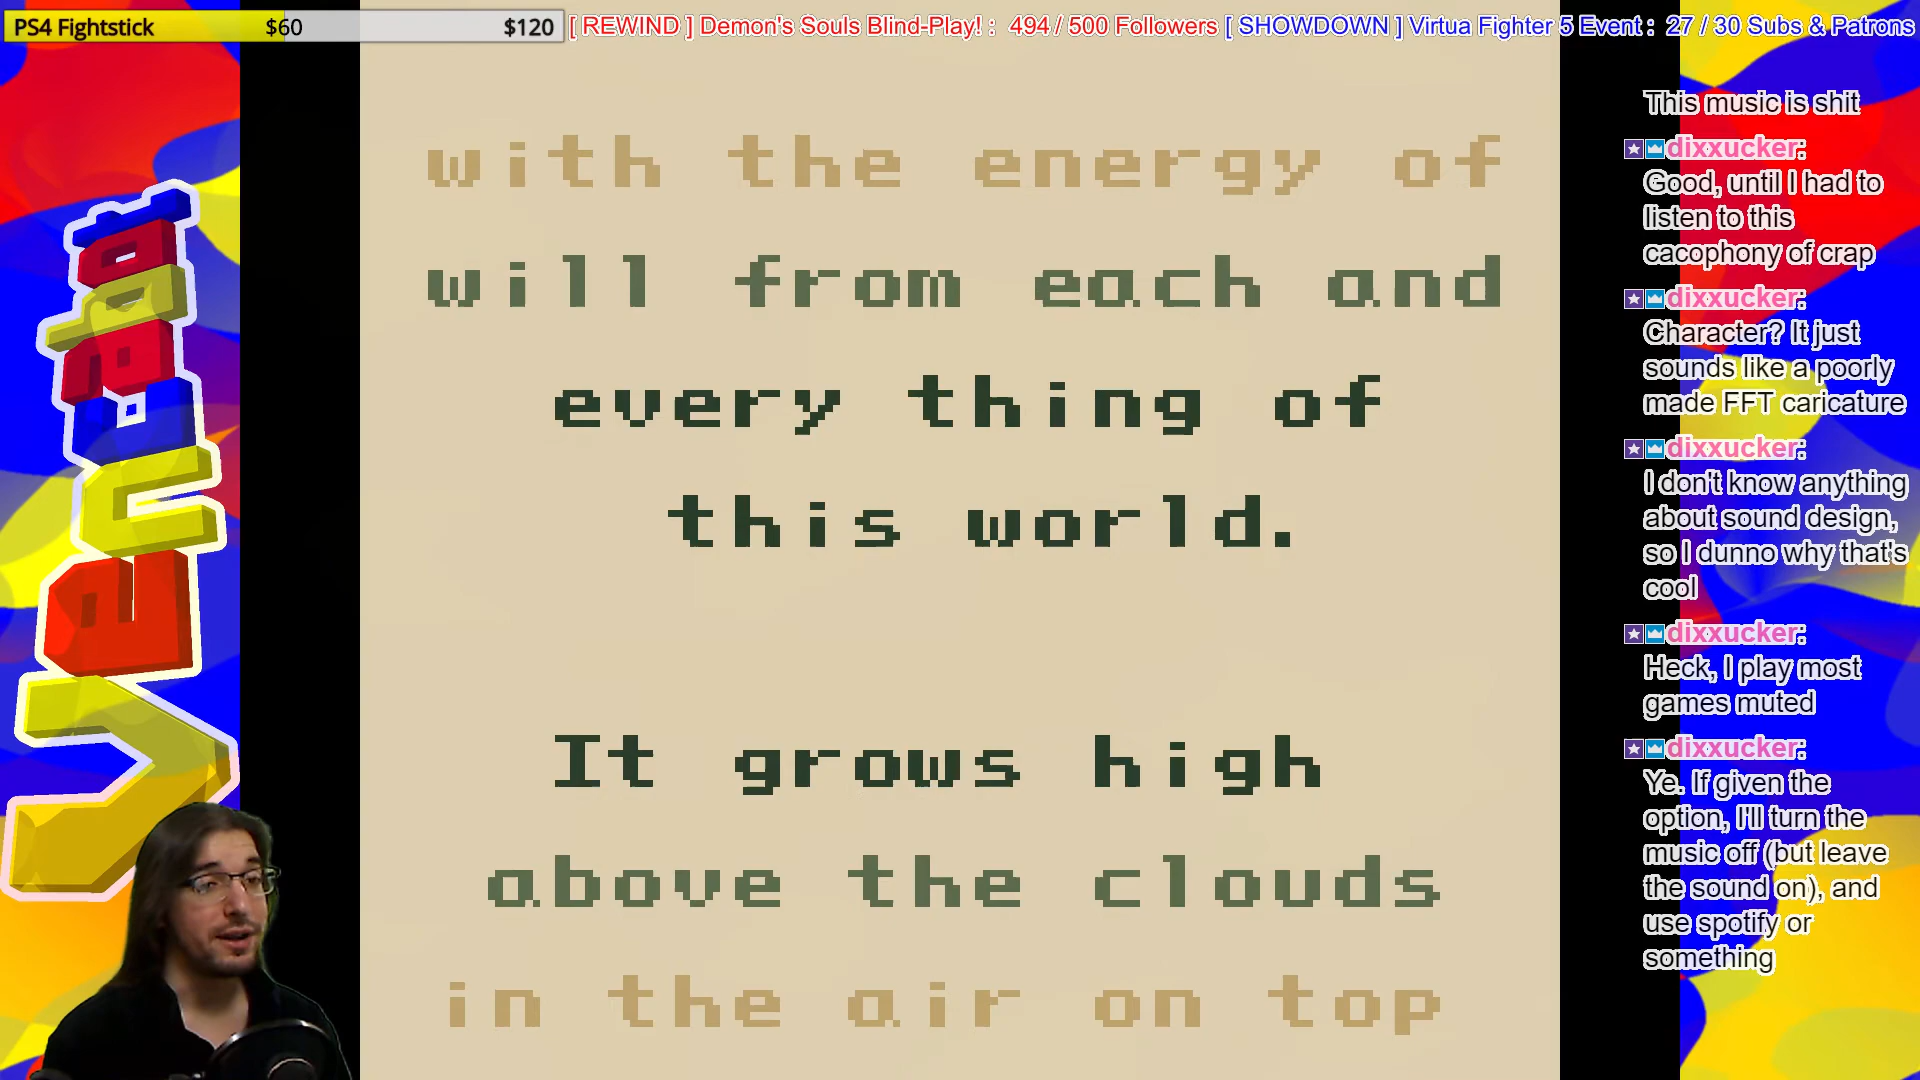 PS4 Fightstick $60 $120 [ REWIND ] Demon's Souls Blind-Play! : 494 / 500 Followers [ SHOWDOWN ] Virtua Fighter 5 Event : 27 / 30 Subs & Patrons
with the energy of
will from each and
every thing of
this world.
It grows high
above the clouds
in the air on top
This music is shit
dixxucker:
Good, until I had to
listen to this
cacophony of crap
dixxucker:
Character? It just
sounds like a poorly
made FFT caricature
dixxucker:
I don't know anything
about sound design,
so I dunno why that's
cool
dixxucker:
Heck, I play most
games muted
dixxucker:
Ye. If given the
option, I'll turn the
music off (but leave
the sound on), and
use spotify or
something